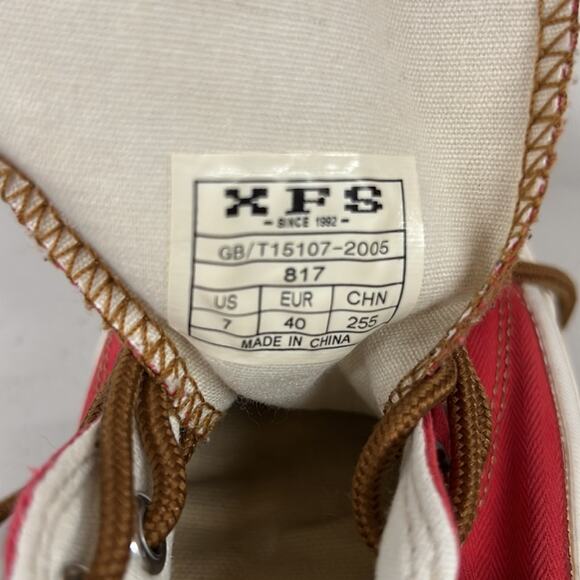 XFS
- SINCE 1992 -
GB/T15107-2005
817
US EUR CHN
7 40 255
MADE IN CHINA